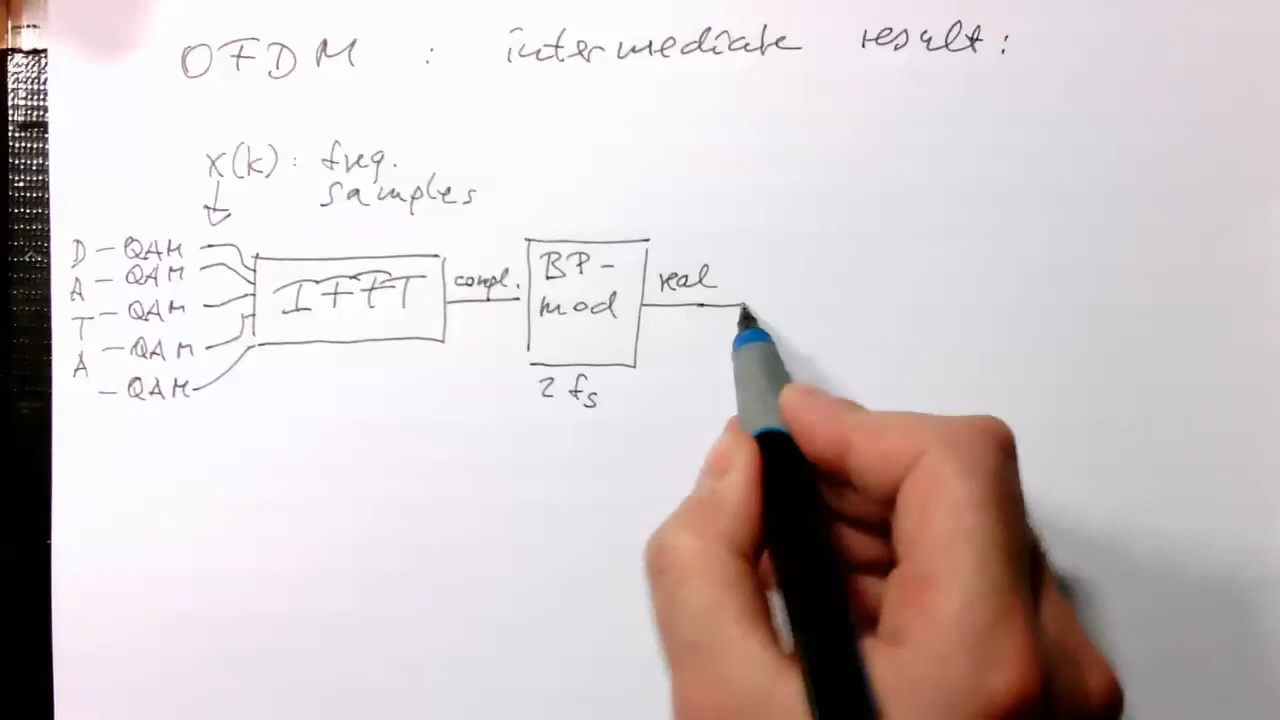 OFDM : intermediate result:
x(k): freq.
samples
D - QAM
A - QAM
T - QAM
A - QAM
- QAM
IFFT
compl.
BP-
mod
2 fs
real